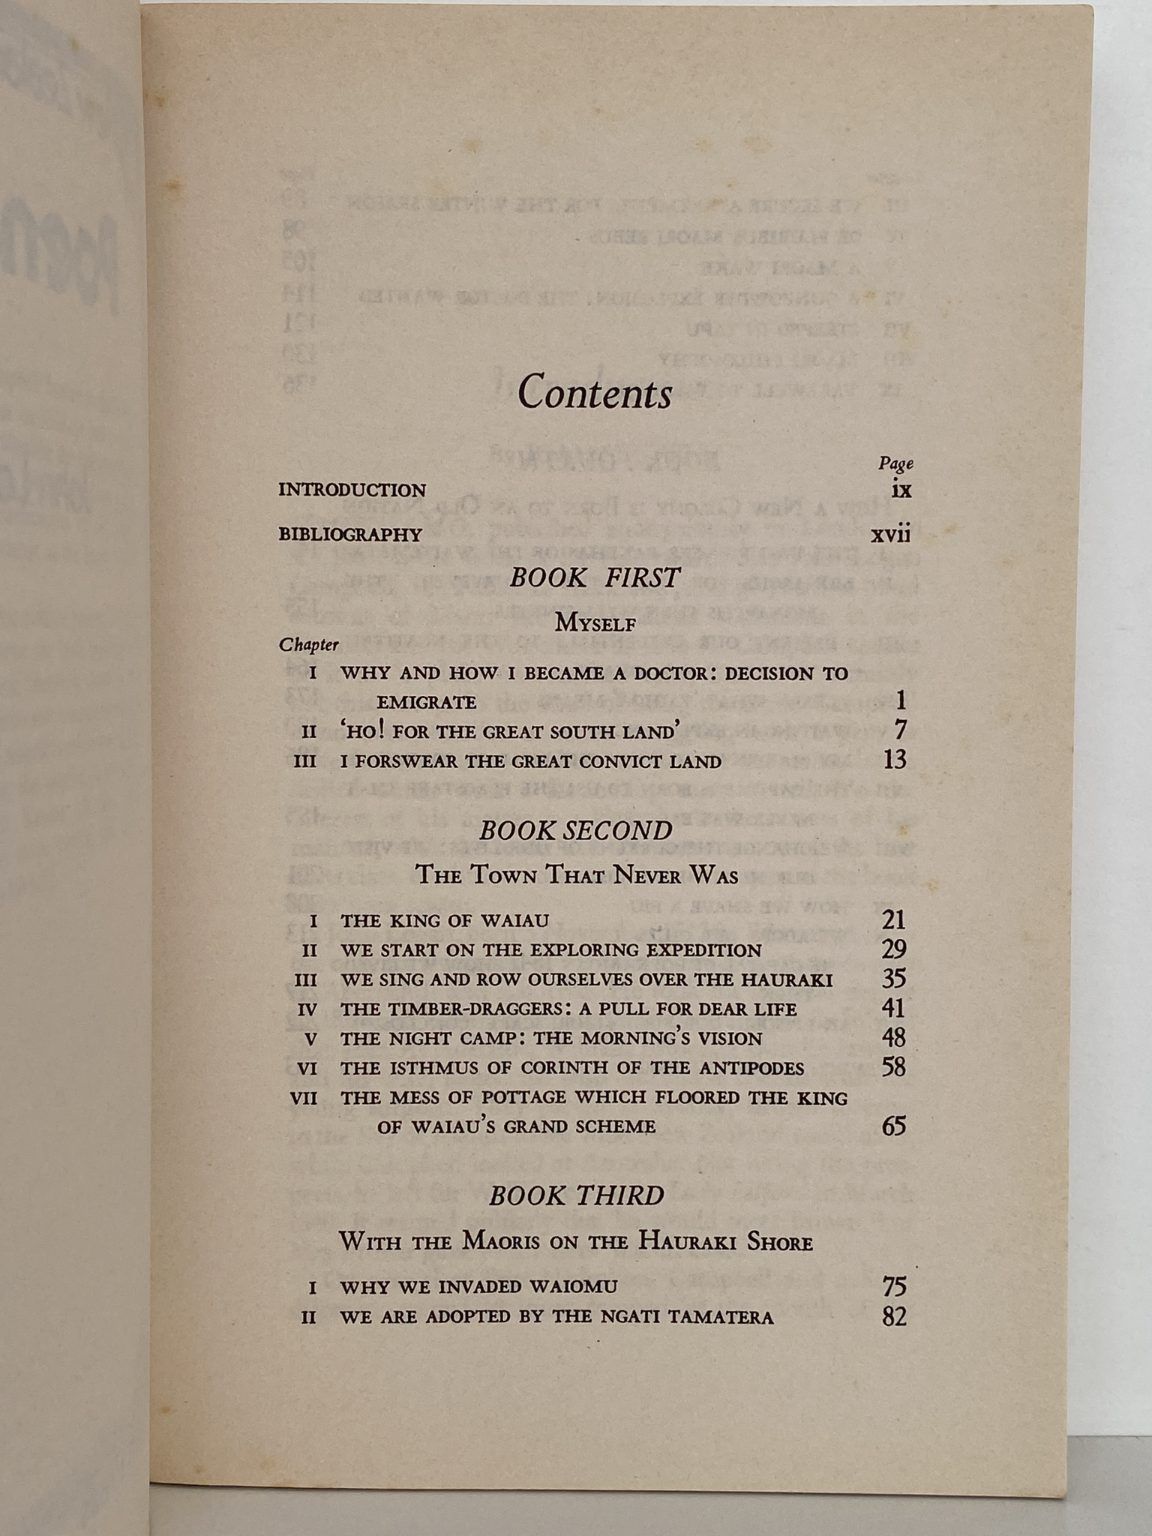 Contents
Page
INTRODUCTION ix
BIBLIOGRAPHY xvii
BOOK FIRST
MYSELF
Chapter
I WHY AND HOW I BECAME A DOCTOR: DECISION TO
EMIGRATE 1
II ‘HO! FOR THE GREAT SOUTH LAND’ 7
III I FORSWEAR THE GREAT CONVICT LAND 13
BOOK SECOND
THE TOWN THAT NEVER WAS
I THE KING OF WAIAU 21
II WE START ON THE EXPLORING EXPEDITION 29
III WE SING AND ROW OURSELVES OVER THE HAURAKI 35
IV THE TIMBER-DRAGGERS: A PULL FOR DEAR LIFE 41
V THE NIGHT CAMP: THE MORNING’S VISION 48
VI THE ISTHMUS OF CORINTH OF THE ANTIPODES 58
VII THE MESS OF POTTAGE WHICH FLOORED THE KING
OF WAIAU’S GRAND SCHEME 65
BOOK THIRD
WITH THE MAORIS ON THE HAURAKI SHORE
I WHY WE INVADED WAIOMU 75
II WE ARE ADOPTED BY THE NGATI TAMATERA 82